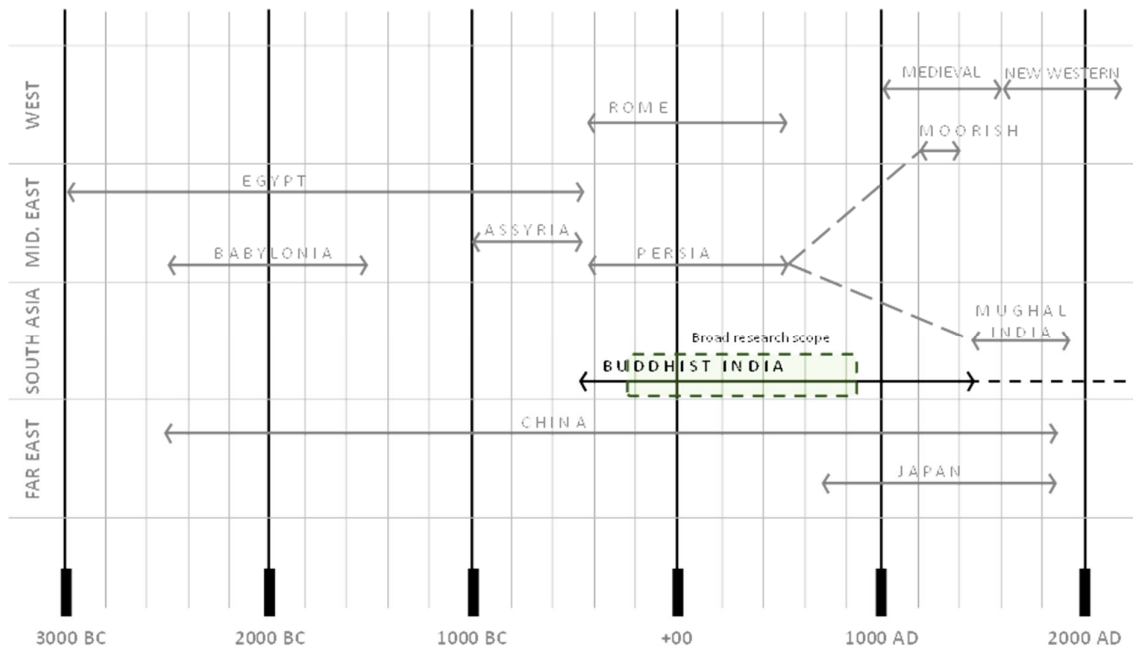 WEST
MEDIEVAL
NEW WESTERN
ROME
MOORISH
MID. EAST
EGYPT
ASSYRIA
BABYLONIA
PERSIA
SOUTH ASIA
MUGHAL
INDIA
Broad research scope
BUDDHIST INDIA
FAR EAST
CHINA
JAPAN
3000 BC
2000 BC
1000 BC
+00
1000 AD
2000 AD